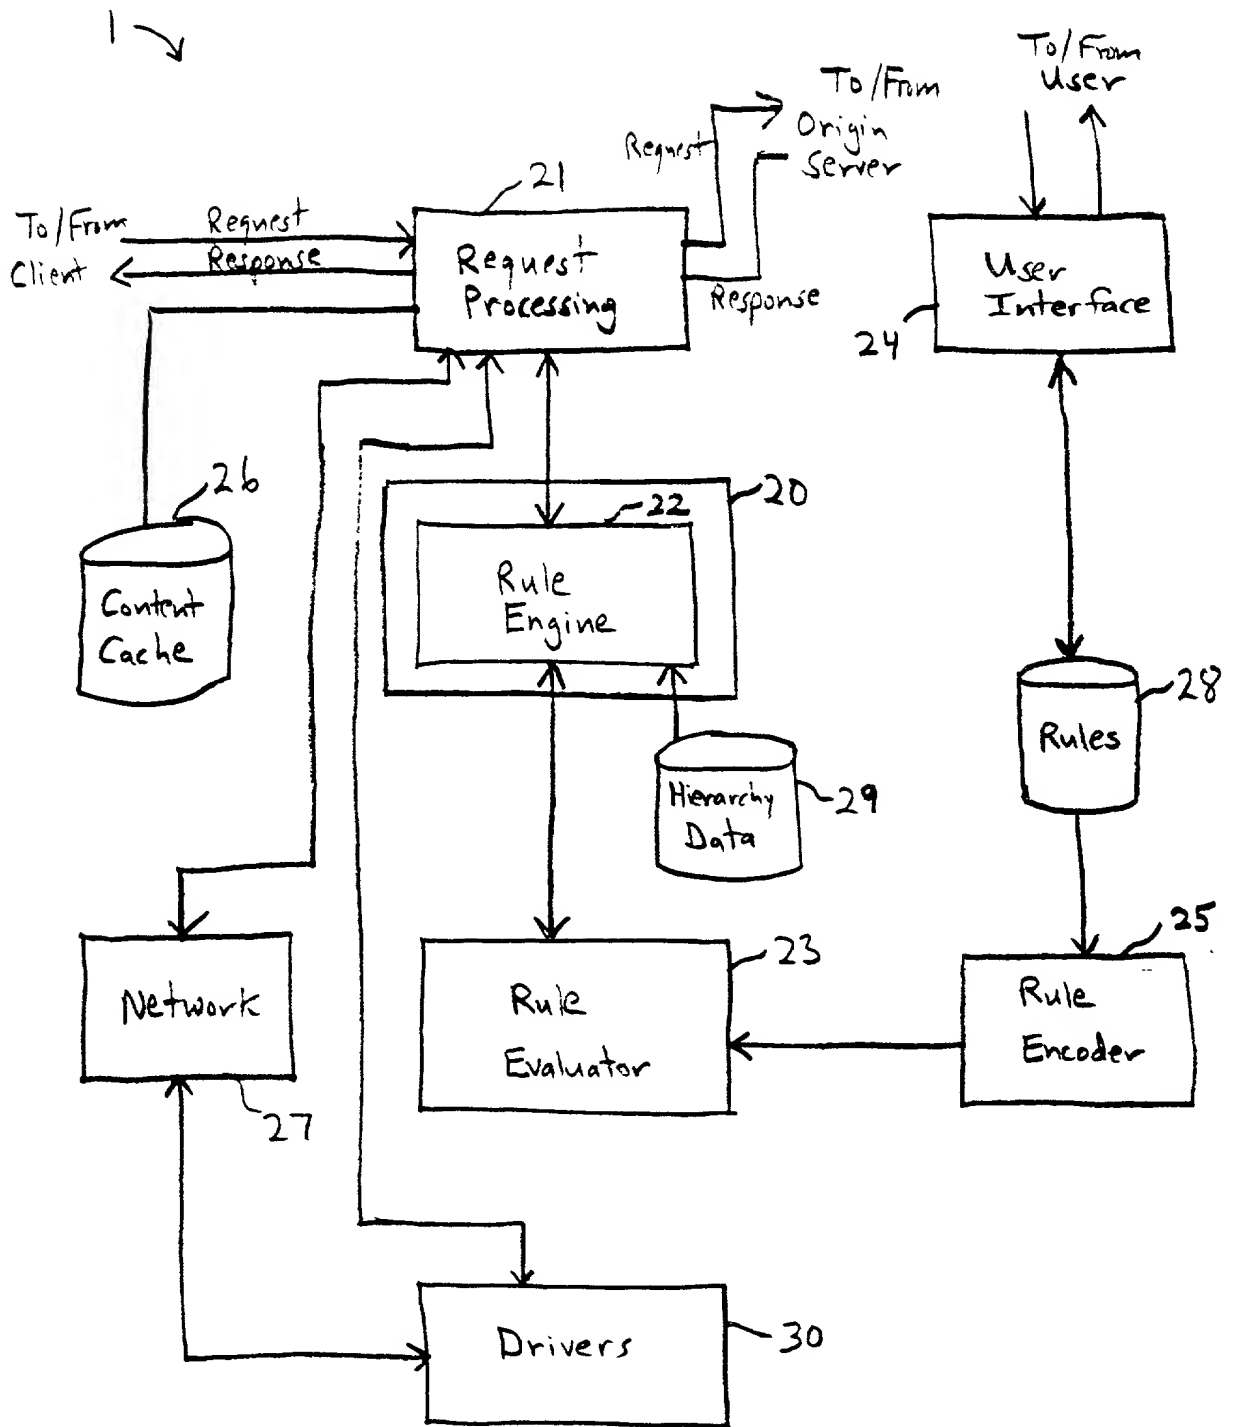 1
To/From
User
To/From
Origin
Server
Request
21
To/From
Client
Request
Response
Request
Processing
Response
User
Interface
24
26
20
22
Rule
Engine
Content
Cache
28
Rules
Hierarchy
Data
29
25
23
Network
Rule
Evaluator
Rule
Encoder
27
Drivers
30